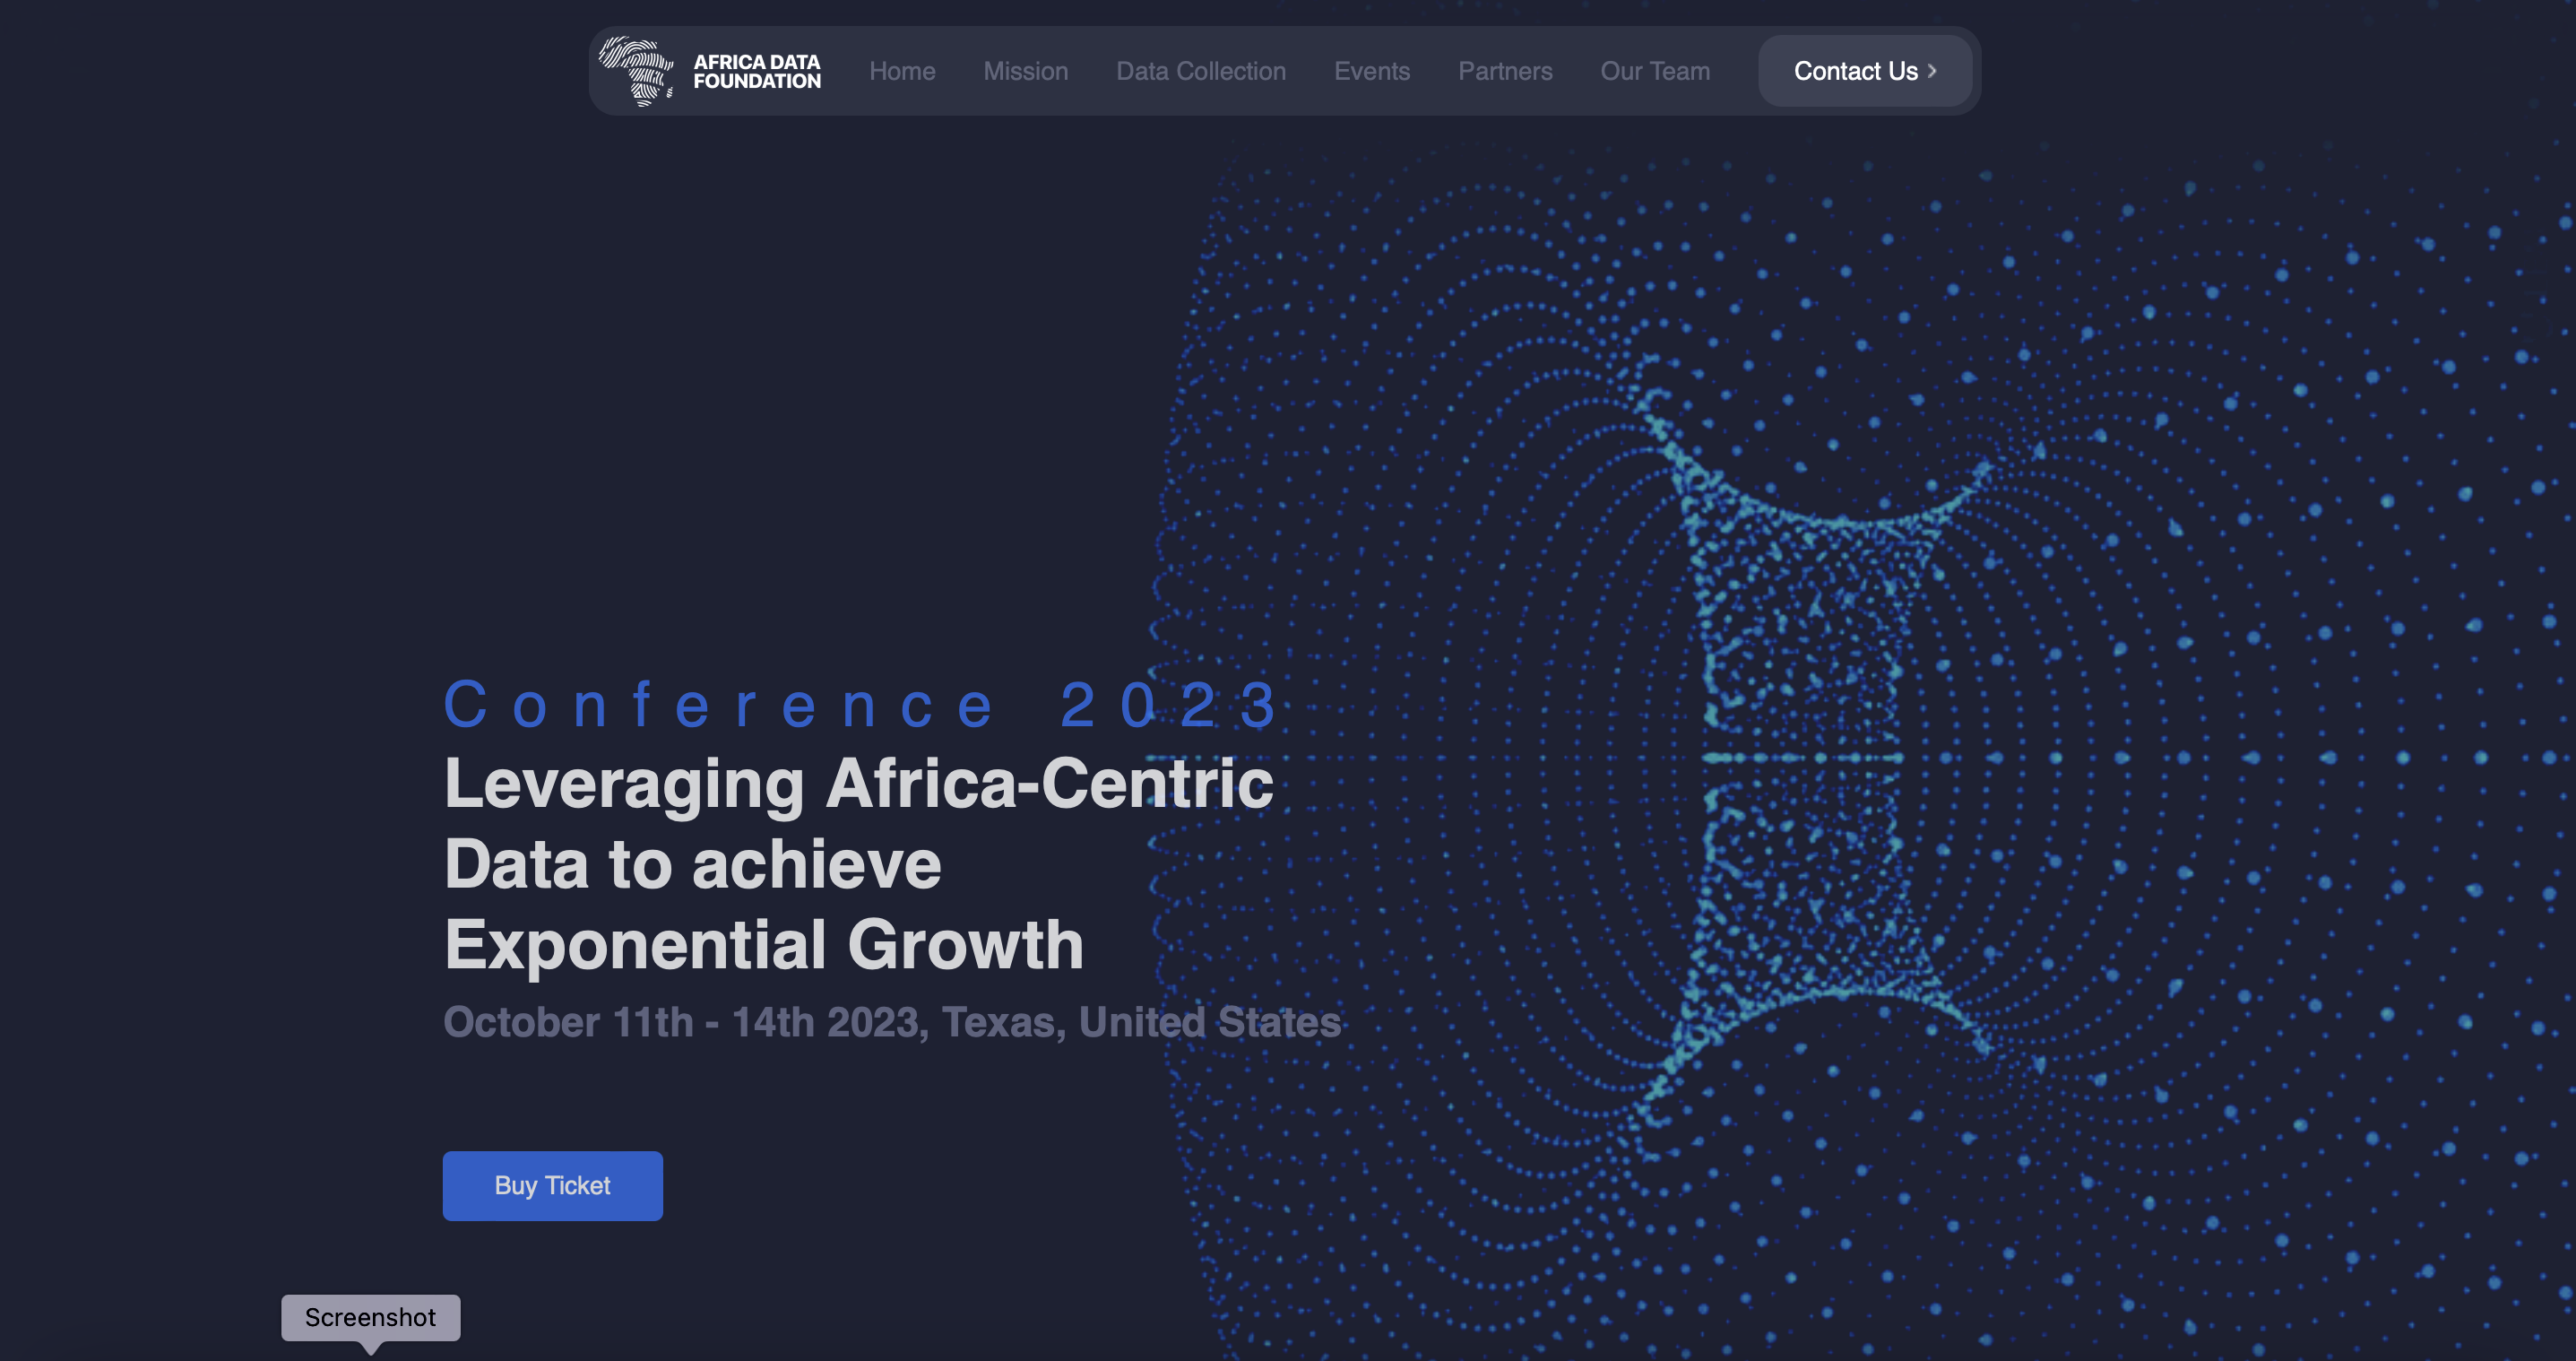 AFRICA DATA
FOUNDATION
Home
Mission
Data Collection
Events
Partners
Our Team
Contact Us ›
Conference 2023
Leveraging Africa-Centric
Data to achieve
Exponential Growth
October 11th - 14th 2023, Texas, United States
Buy Ticket
Screenshot